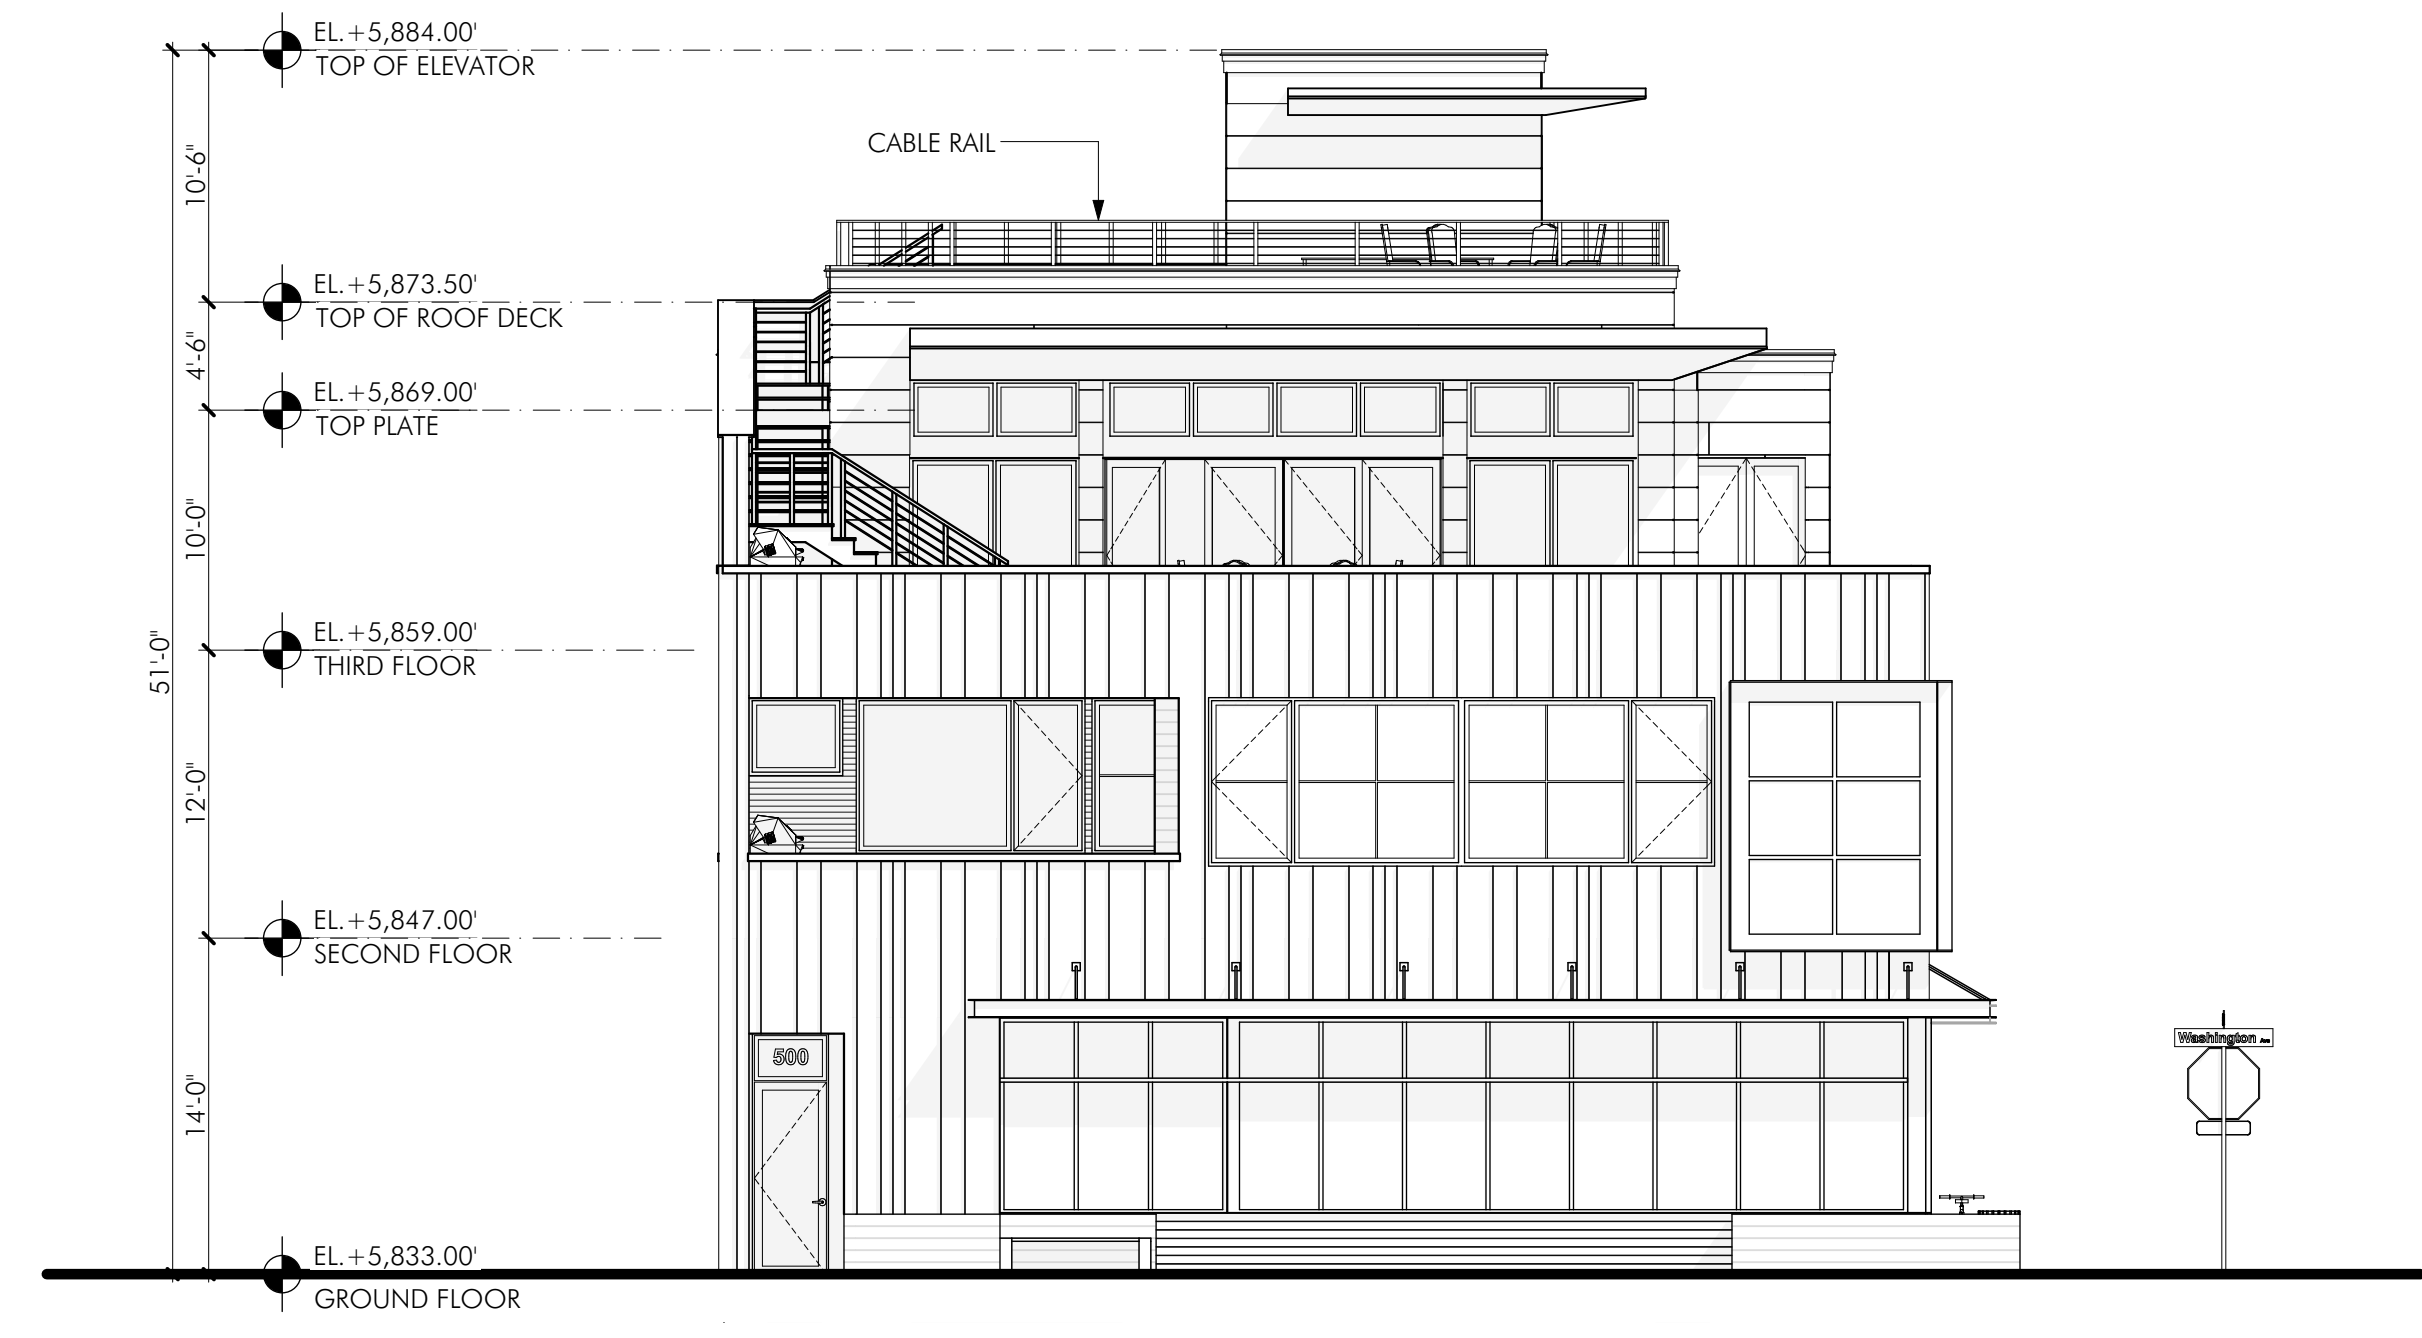 EL.+5,884.00'
TOP OF ELEVATOR
CABLE RAIL
10'-6"
EL.+5,873.50'
TOP OF ROOF DECK
4'-6"
EL.+5,869.00'
TOP PLATE
10'-0"
EL.+5,859.00'
THIRD FLOOR
51'-0"
12'-0"
EL.+5,847.00'
SECOND FLOOR
14'-0"
500
Washington Ave
EL.+5,833.00'
GROUND FLOOR